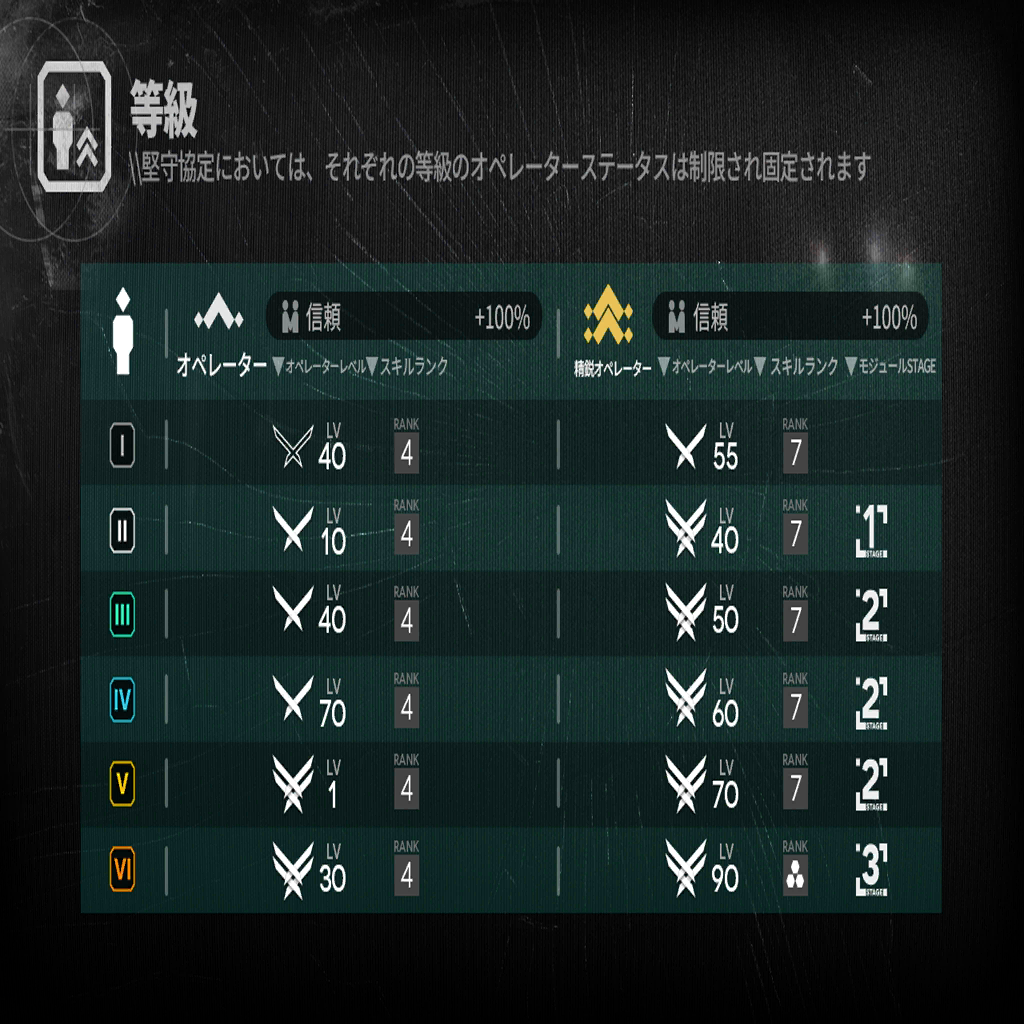 等級
\\堅守協定においては、それぞれの等級のオペレーターステータスは制限され固定されます
信頼 +100% 信頼 +100%
オペレーター ▼オペレーターレベル ▼スキルランク 精鋭オペレーター ▼オペレーターレベル ▼スキルランク ▼モジュールSTAGE
I LV 40 RANK 4 LV 55 RANK 7
II LV 10 RANK 4 LV 40 RANK 7 1 STAGE
III LV 40 RANK 4 LV 50 RANK 7 2 STAGE
IV LV 70 RANK 4 LV 60 RANK 7 2 STAGE
V LV 1 RANK 4 LV 70 RANK 7 2 STAGE
VI LV 30 RANK 4 LV 90 RANK 3 STAGE